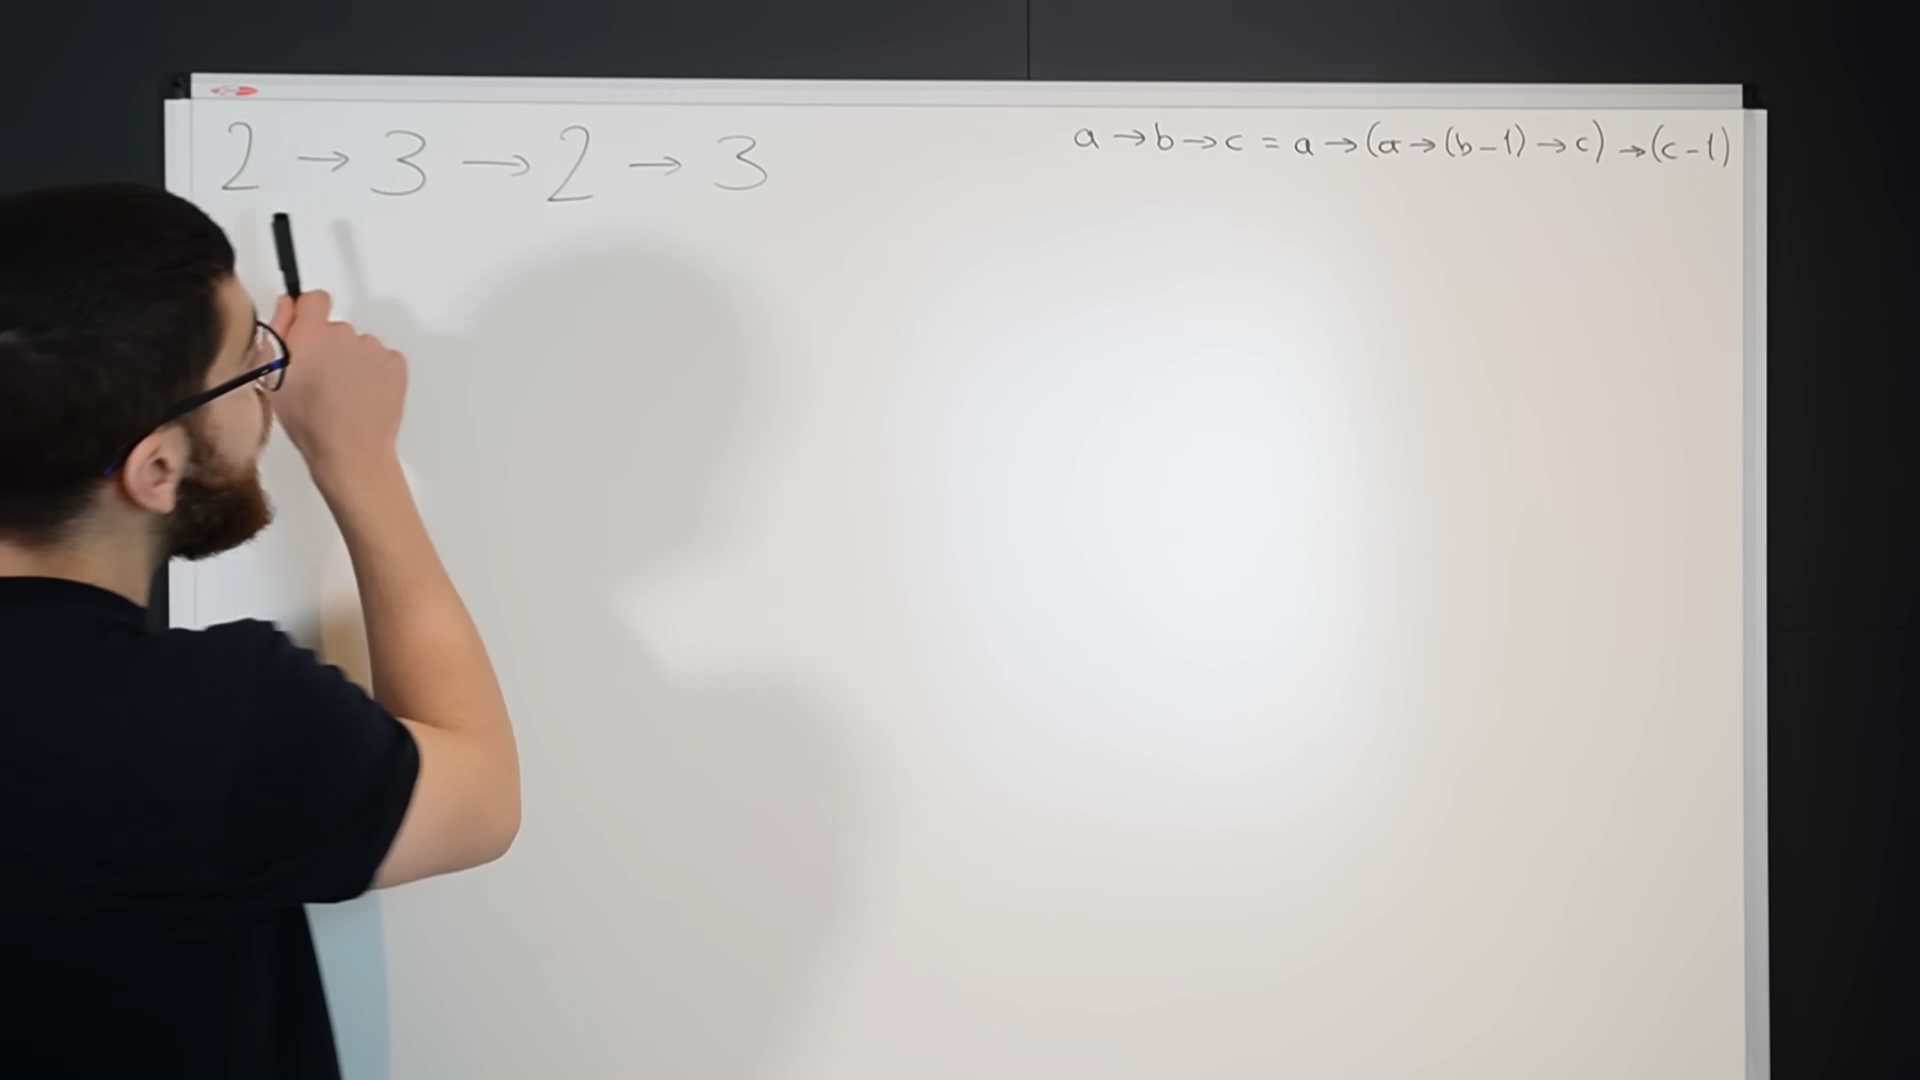 2 → 3 → 2 → 3
a → b → c = a → (a → (b-1) → c) → (c-1)